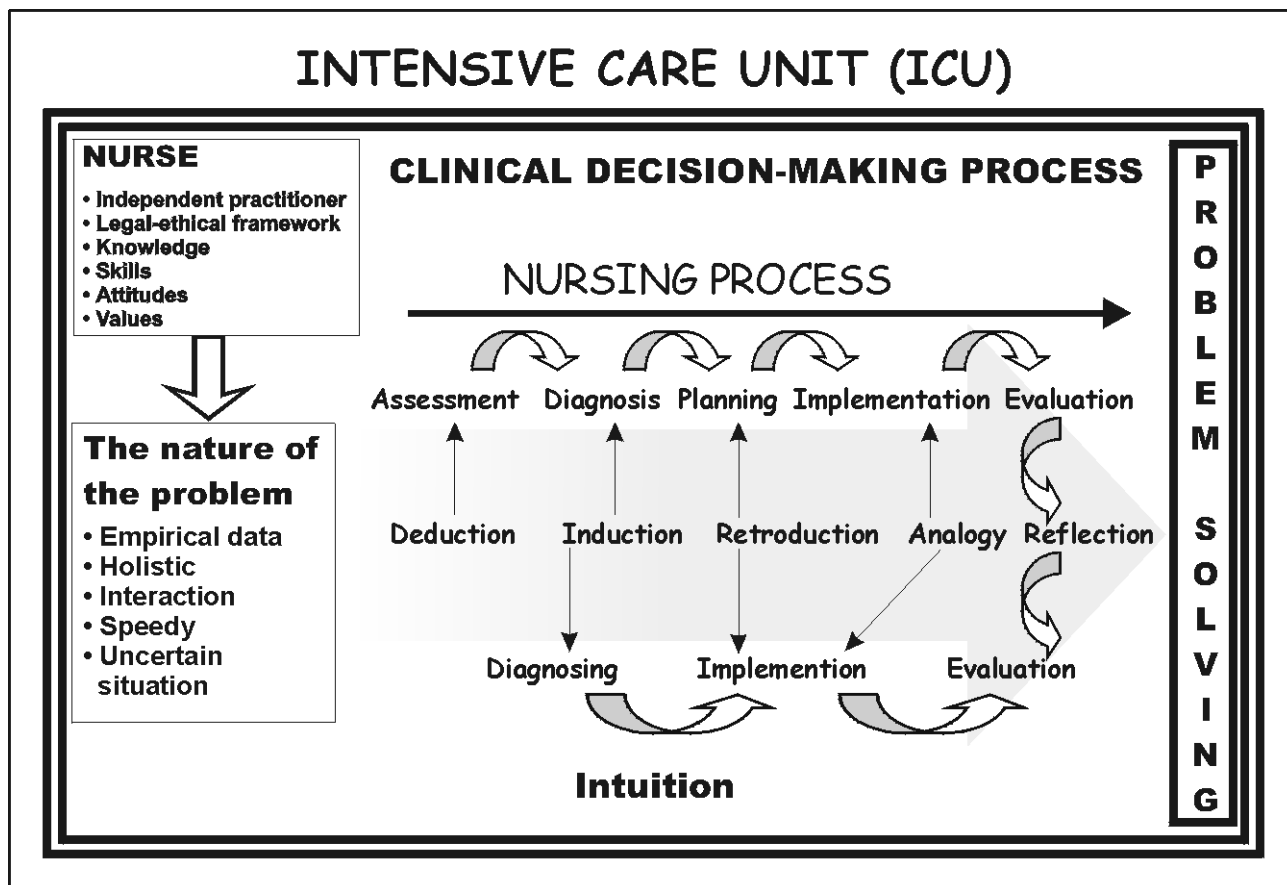 INTENSIVE CARE UNIT (ICU)
NURSE
• Independent practitioner
• Legal-ethical framework
• Knowledge
• Skills
• Attitudes
• Values
The nature of
the problem
• Empirical data
• Holistic
• Interaction
• Speedy
• Uncertain
situation
CLINICAL DECISION-MAKING PROCESS
NURSING PROCESS
Assessment Diagnosis Planning Implementation Evaluation
Deduction Induction Retroduction Analogy Reflection
Diagnosing Implemention Evaluation
Intuition
PROBLEM SOLVING